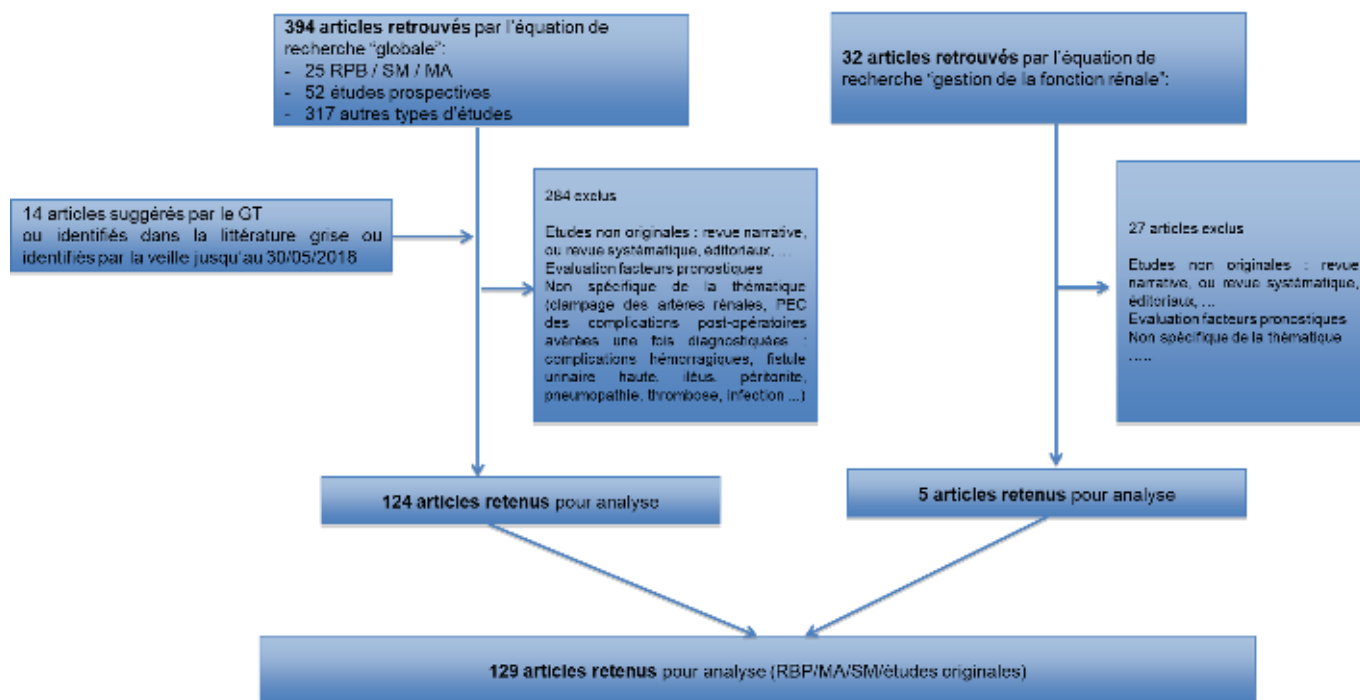 394 articles retrouvés par l'équation de
recherche "globale":
- 25 RPB / SM / MA
- 52 études prospectives
- 317 autres types d'études
32 articles retrouvés par l'équation de
recherche "gestion de la fonction rénale":
14 articles suggérés par le GT
ou identifiés dans la littérature grise ou
identifiés par la veille jusqu'au 30/05/2018
284 exclus
Etudes non originales : revue narrative,
ou revue systématique, éditoriaux, ...
Evaluation facteurs pronostiques
Non spécifique de la thématique
(clampage des artères rénales, PEC
des complications post-opératoires
avérées une fois diagnostiquées :
complications hémorragiques, fistule
urinaire haute, iléus, péritonite,
pneumopathie, thrombose, infection ...)
27 articles exclus
Etudes non originales : revue
narrative, ou revue systématique,
éditoriaux, ...
Evaluation facteurs pronostiques
Non spécifique de la thématique
.....
124 articles retenus pour analyse
5 articles retenus pour analyse
129 articles retenus pour analyse (RBP/MA/SM/études originales)